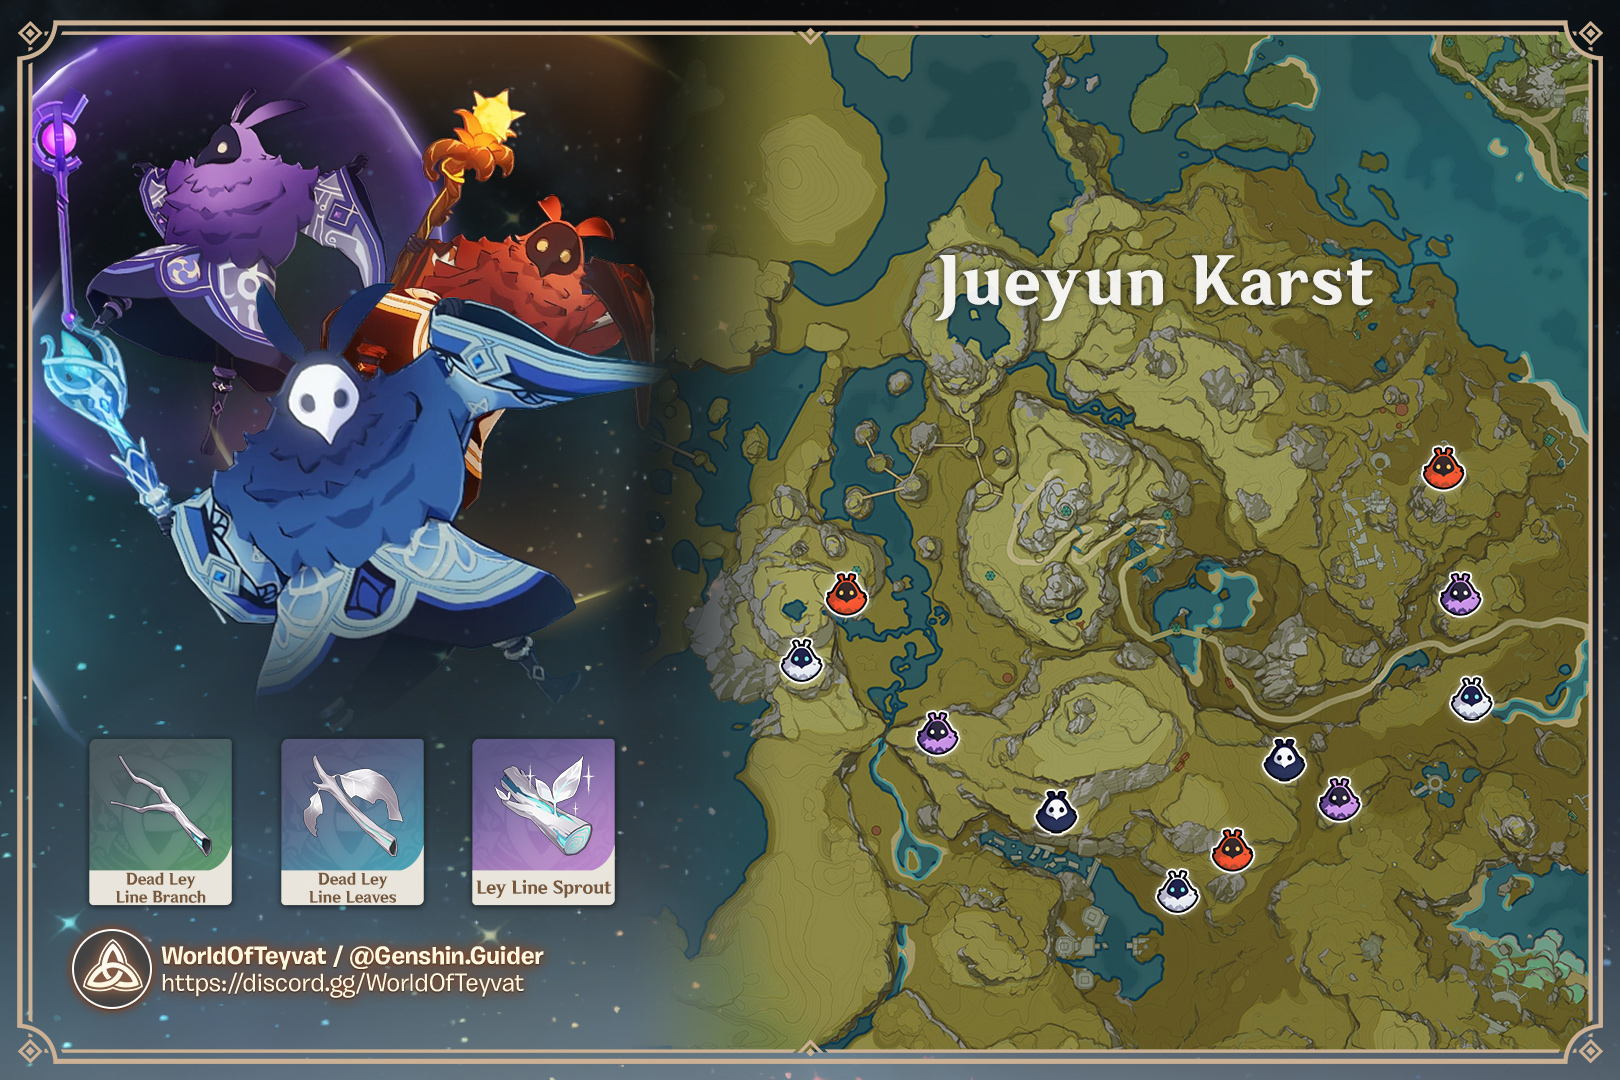 Jueyun Karst
Dead Ley
Line Branch
Dead Ley
Line Leaves
Ley Line Sprout
WorldOfTeyvat / @Genshin.Guider
https://discord.gg/WorldOfTeyvat